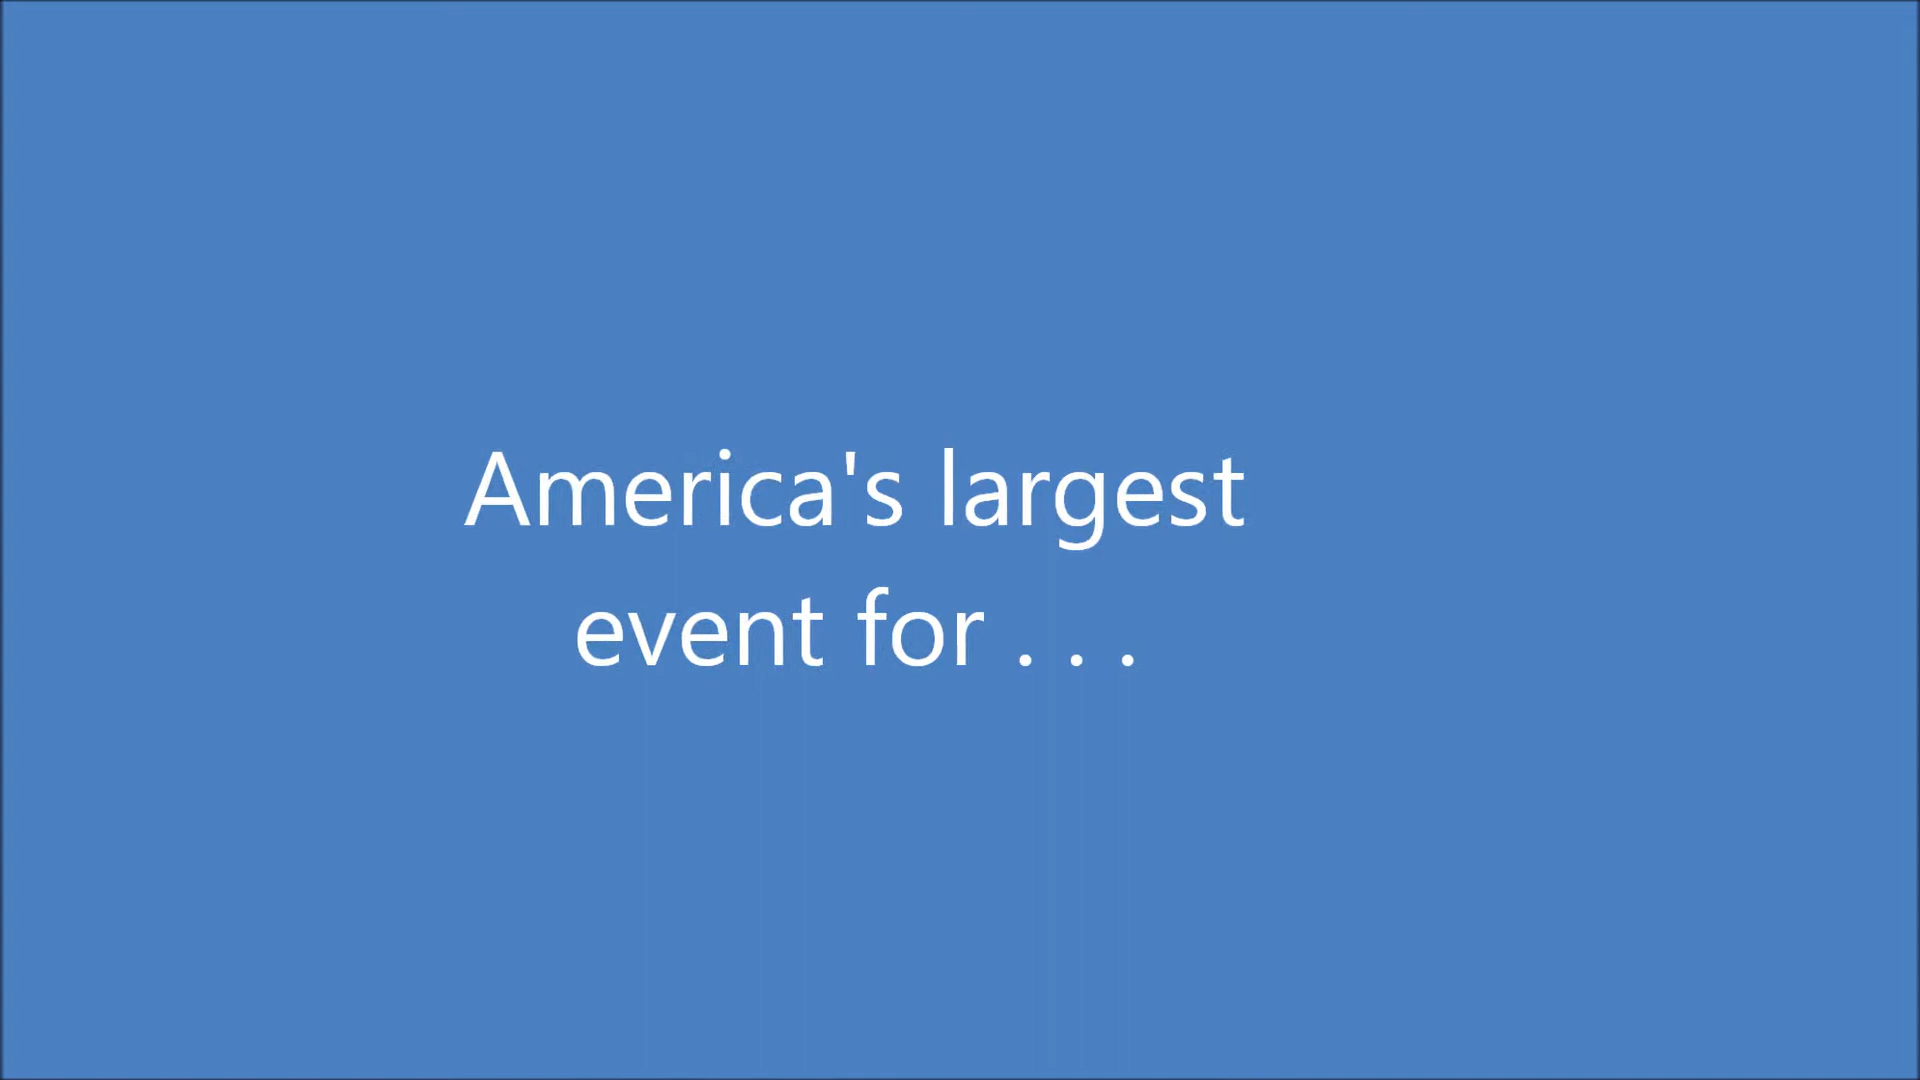 America's largest
event for . . .